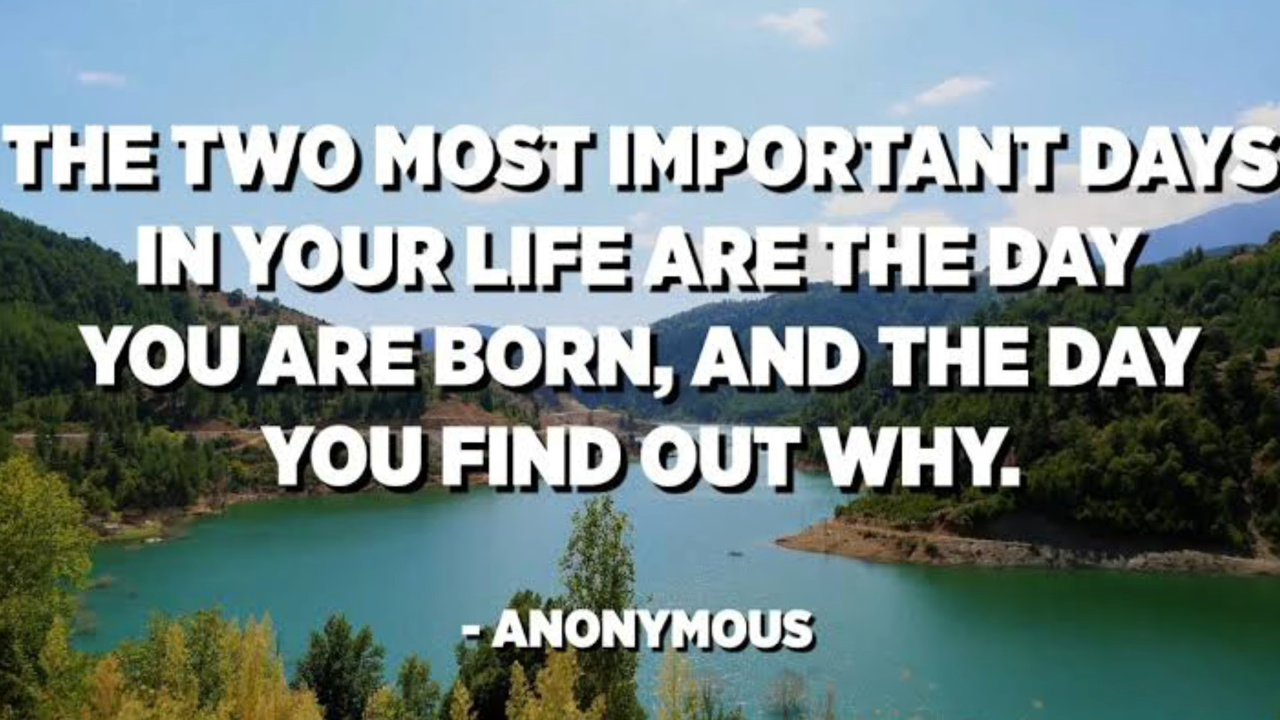 THE TWO MOST IMPORTANT DAYS
IN YOUR LIFE ARE THE DAY
YOU ARE BORN, AND THE DAY
YOU FIND OUT WHY.
- ANONYMOUS